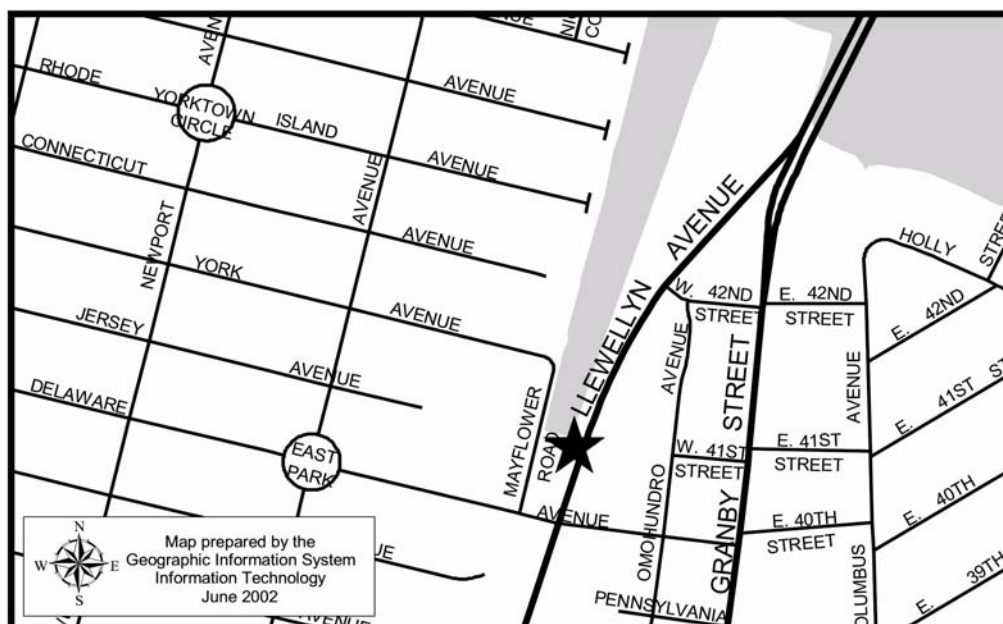 AVENUE
RHODE
YORKTOWN
CIRCLE
ISLAND
AVENUE
CONNECTICUT
AVENUE
AVENUE
NEWPORT
YORK
AVENUE
AVENUE
JERSEY
AVENUE
DELAWARE
EAST
PARK
MAYFLOWER
ROAD
AVENUE
LLEWELLYN
AVENUE
W. 42ND
STREET
E. 42ND
STREET
HOLLY
E. 42ND
AVENUE
STREET
AVENUE
E. 41ST
W. 41ST
STREET
E. 41ST
STREET
OMOHUNDRO
GRANBY
E. 40TH
STREET
E. 40TH
E. 39TH
PENNSYLVANIA
AVENUE
N
W
E
S
Map prepared by the
Geographic Information System
Information Technology
June 2002